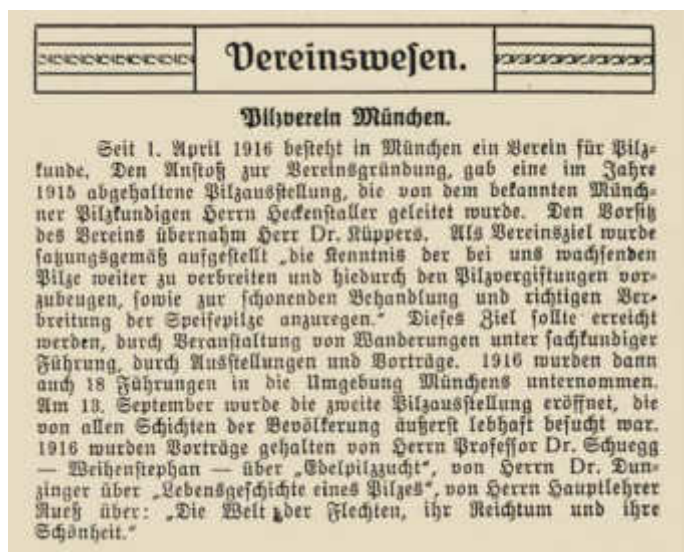 Vereinswesen.
Pilzverein München.
Seit 1. April 1916 besteht in München ein Verein für Pilz-
kunde. Den Anstoß zur Vereinsgründung, gab eine im Jahre
1915 abgehaltene Pilzausstellung, die von dem bekannten Münch-
ner Pilzkundigen Herrn Heckenstaller geleitet wurde. Den Vorsitz
des Vereins übernahm Herr Dr. Küppers. Als Vereinsziel wurde
satzungsgemäß aufgestellt „die Kenntnis der bei uns wachsenden
Pilze weiter zu verbreiten und hiedurch den Pilzvergiftungen vor-
zubeugen, sowie zur schonenden Behandlung und richtigen Ver-
breitung der Speisepilze anzuregen.“ Dieses Ziel sollte erreicht
werden, durch Veranstaltung von Wanderungen unter fachkundiger
Führung, durch Ausstellungen und Vorträge. 1916 wurden dann
auch 18 Führungen in die Umgebung Münchens unternommen.
Am 13. September wurde die zweite Pilzausstellung eröffnet, die
von allen Schichten der Bevölkerung äußerst lebhaft besucht war.
1916 wurden Vorträge gehalten von Herrn Professor Dr. Schuegg
— Weihenstephan — über „Edelpilzzucht“, von Herrn Dr. Dun-
zinger über „Lebensgeschichte eines Pilzes“, von Herrn Hauptlehrer
Rueß über: „Die Welt der Flechten, ihr Reichtum und ihre
Schönheit.“